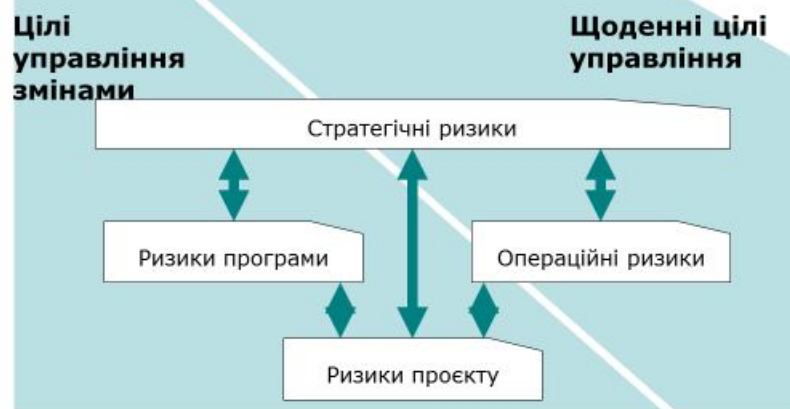 Цілі
управління
змінами
Щоденні цілі
управління
Стратегічні ризики
Ризики програми
Операційні ризики
Ризики проєкту